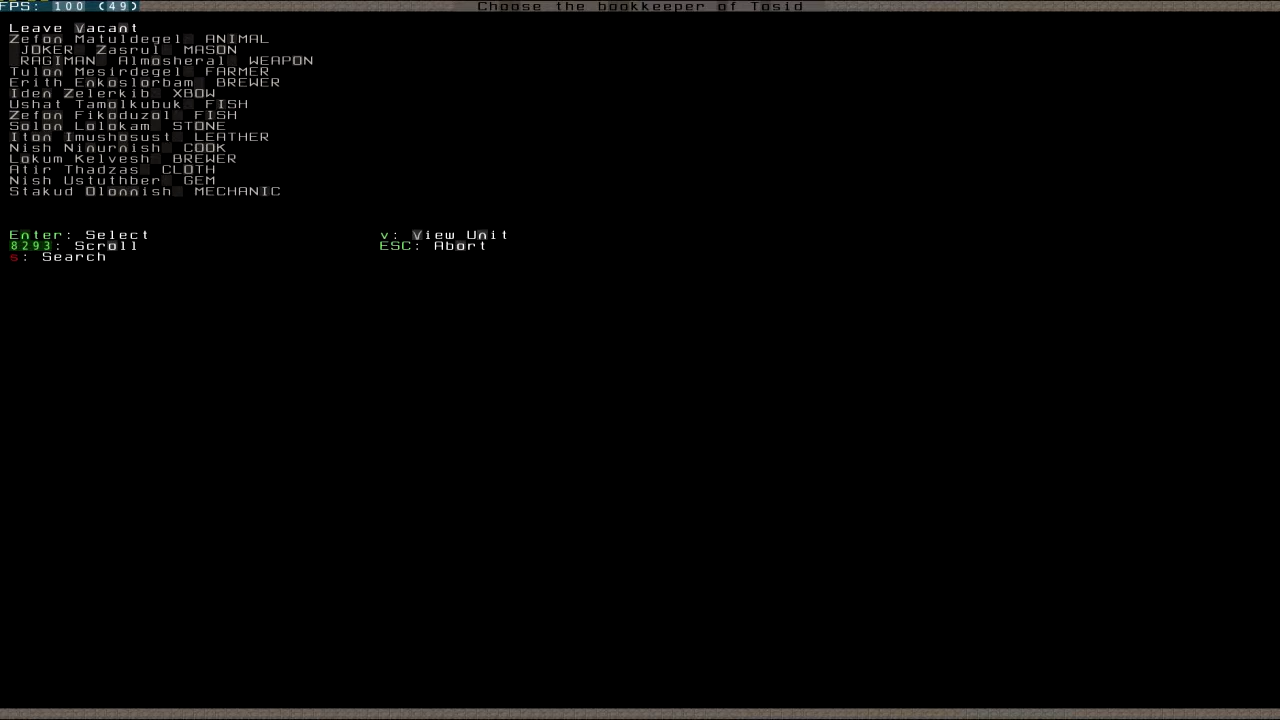 FPS: 100 (49)
Choose the bookkeeper of Tosid
Leave Vacant
Zefon Matuldegel ANIMAL
JOKER Zasrul MASON
RAGIMAN Almosheral WEAPON
Tulon Mesirdegel FARMER
Erith Enkoslorbam BREWER
Iden Zelerkib XBOW
Ushat Tamolkubuk FISH
Zefon Fikoduzol FISH
Solon Lolokam STONE
Iton Imushosust LEATHER
Nish Ninurnish COOK
Lokum Kelvesh BREWER
Atir Thadzas CLOTH
Nish Ustuthber GEM
Stakud Olonnish MECHANIC
Enter: Select v: View Unit
8293: Scroll ESC: Abort
s: Search